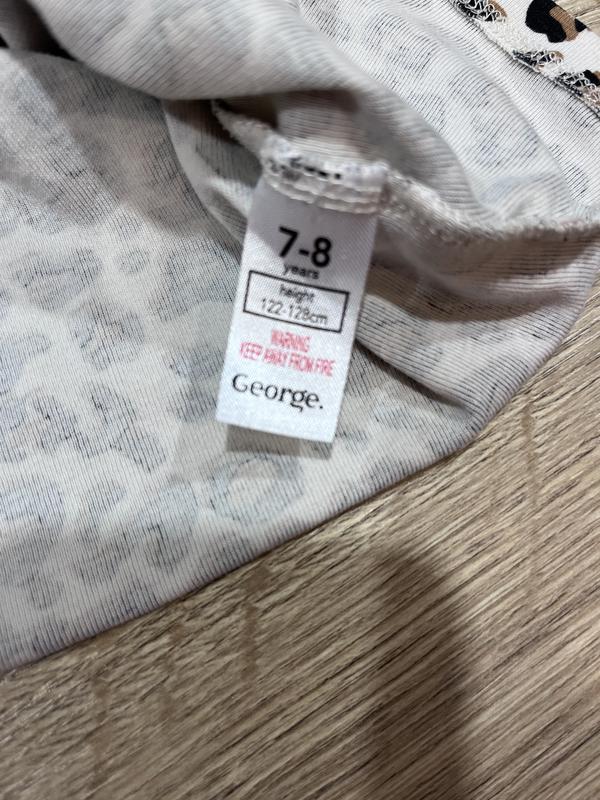 7-8
years
height
122-128cm
WARNING
KEEP AWAY FROM FIRE
George.